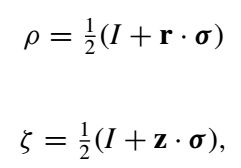 ρ = ½(I + r · σ)
ζ = ½(I + z · σ),